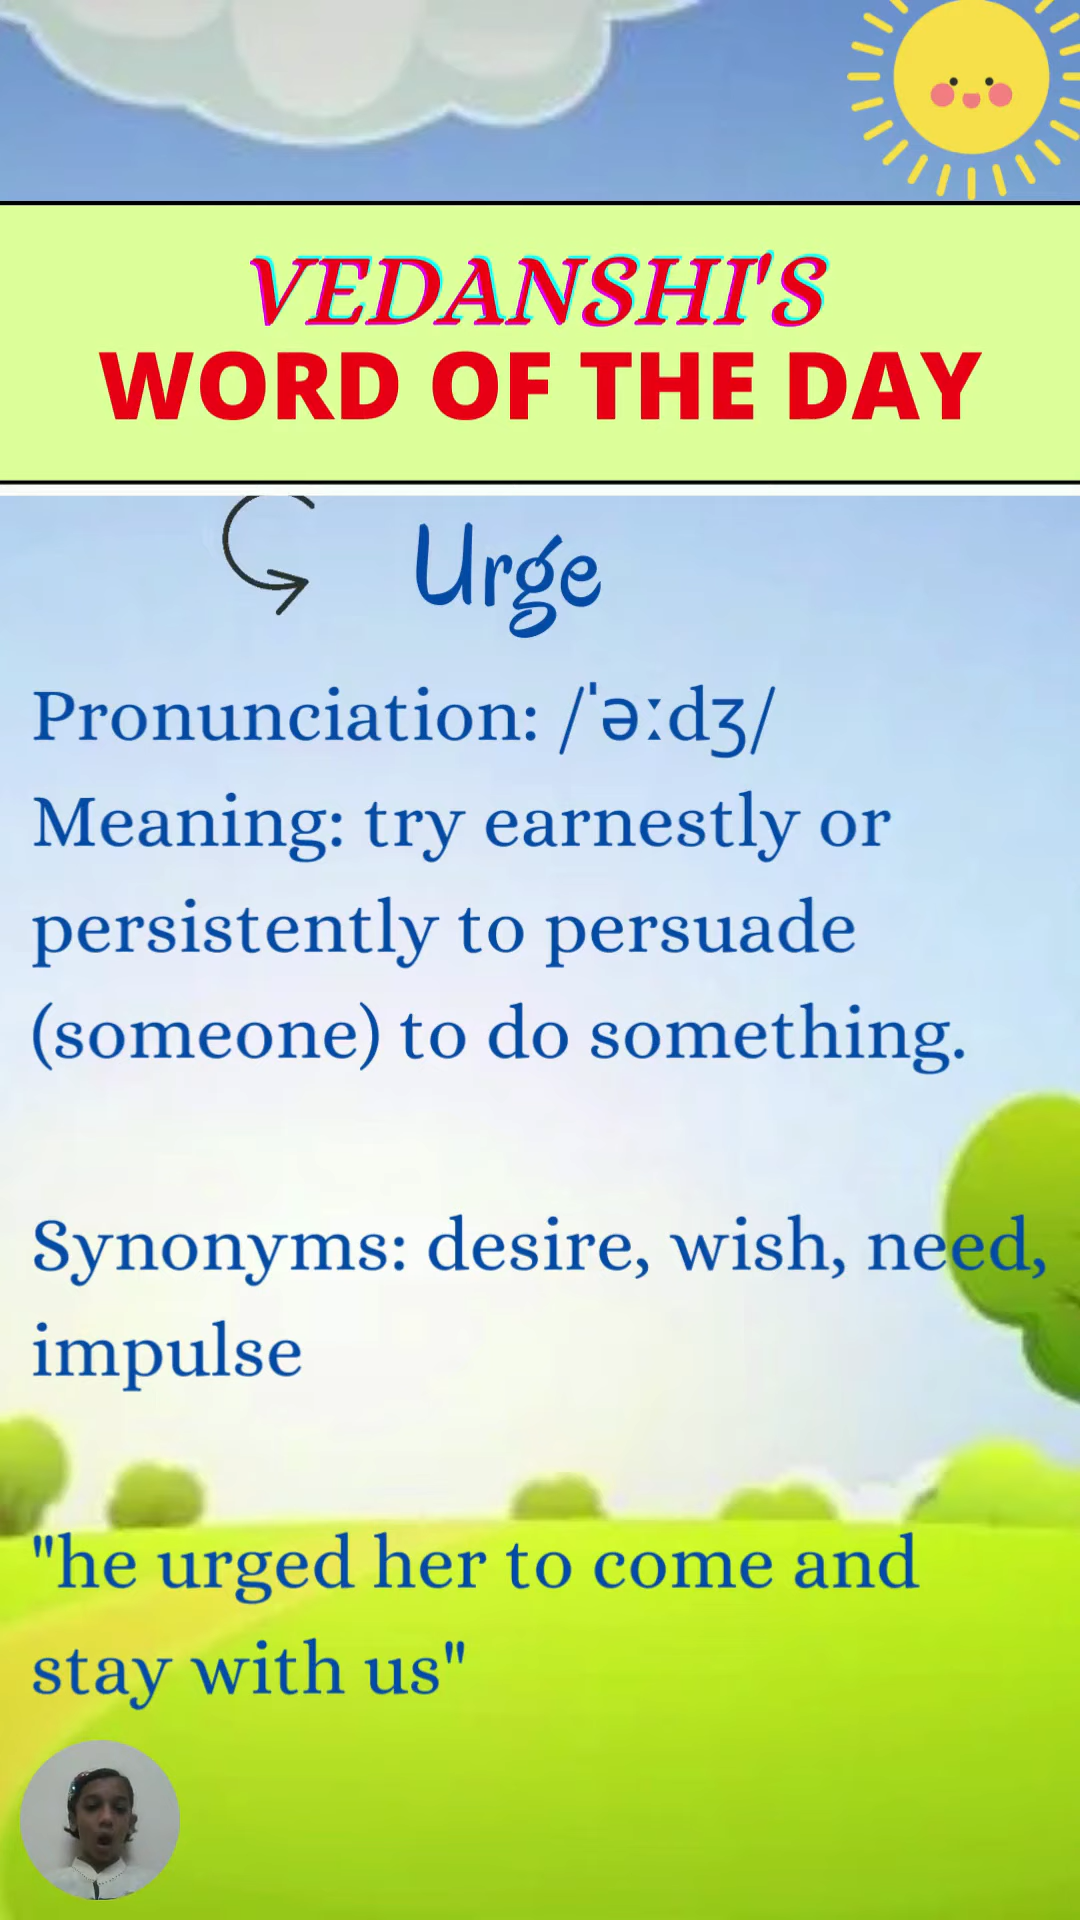 VEDANSHI'S
WORD OF THE DAY
Urge
Pronunciation: /ˈəːdʒ/
Meaning: try earnestly or
persistently to persuade
(someone) to do something.
Synonyms: desire, wish, need,
impulse
"he urged her to come and
stay with us"